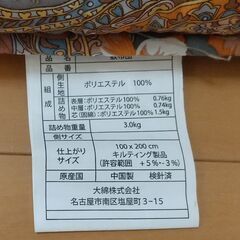 品番
組成
側生地
ポリエステル 100%
詰め物
表層:ポリエステル100% 0.76kg
中層:ポリエステル100% 0.74kg
芯(固綿):ポリエステル100% 1.5kg
詰め物重量 3.0kg
側サイズ
仕上がりサイズ
100 x 200 cm
キルティング製品
(許容範囲 +5%・-3%)
原産国 中国製 検針済
大綿株式会社
名古屋市南区塩屋町3-15